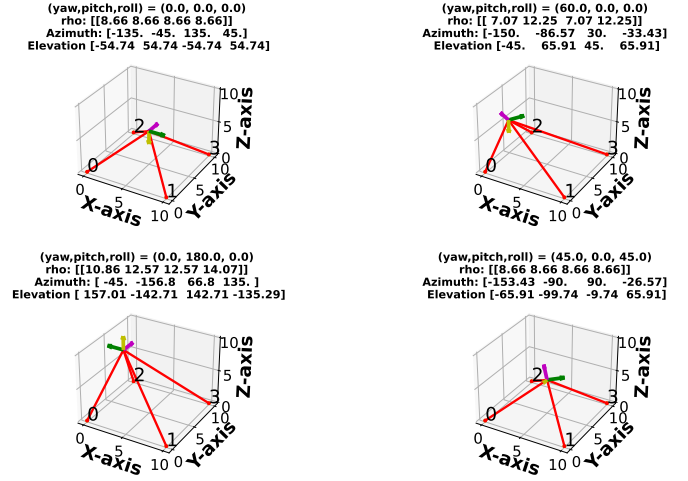 (yaw,pitch,roll) = (0.0, 0.0, 0.0)
rho: [[8.66 8.66 8.66 8.66]]
Azimuth: [-135. -45. 135. 45.]
Elevation [-54.74 54.74 -54.74 54.74]
10
5
0
Z-axis
2
3
0
1
10
5
0
Y-axis
0
5
10
X-axis
(yaw,pitch,roll) = (60.0, 0.0, 0.0)
rho: [[ 7.07 12.25 7.07 12.25]]
Azimuth: [-150. -86.57 30. -33.43]
Elevation [-45. 65.91 45. 65.91]
10
5
0
Z-axis
2
3
0
1
10
5
0
Y-axis
0
5
10
X-axis
(yaw,pitch,roll) = (0.0, 180.0, 0.0)
rho: [[10.86 12.57 12.57 14.07]]
Azimuth: [ -45. -156.8 66.8 135. ]
Elevation [ 157.01 -142.71 142.71 -135.29]
10
5
0
Z-axis
2
3
0
1
10
5
0
Y-axis
0
5
10
X-axis
(yaw,pitch,roll) = (45.0, 0.0, 45.0)
rho: [[8.66 8.66 8.66 8.66]]
Azimuth: [-153.43 -90. 90. -26.57]
Elevation [-65.91 -99.74 -9.74 65.91]
10
5
0
Z-axis
2
3
0
1
10
5
0
Y-axis
0
5
10
X-axis